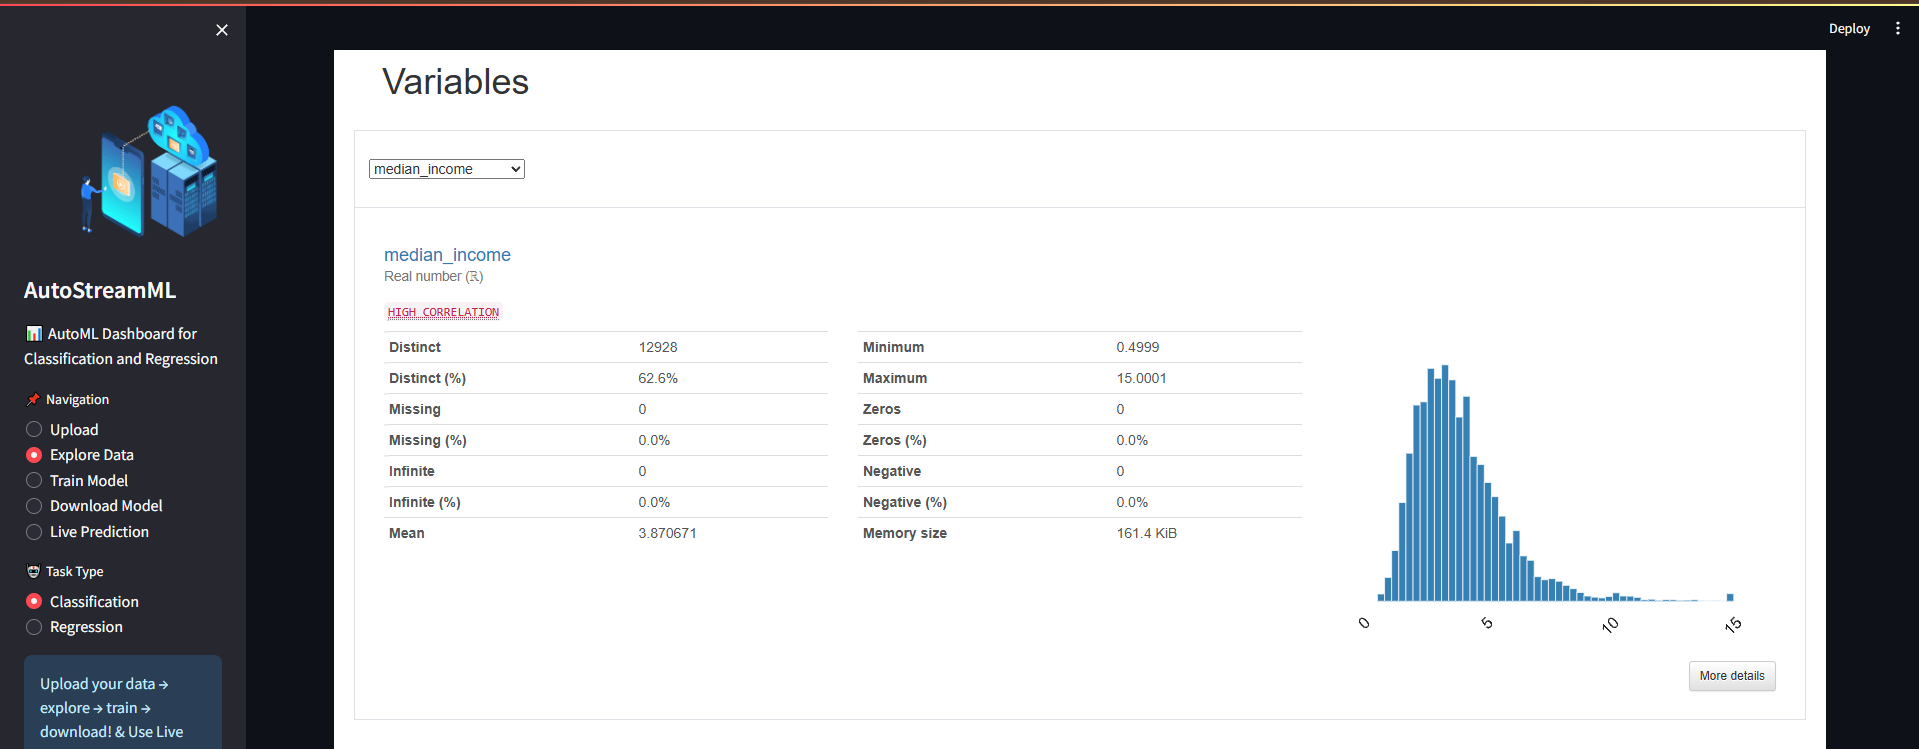 Deploy
AutoStreamML
📊 AutoML Dashboard for
Classification and Regression
📌 Navigation
Upload
Explore Data
Train Model
Download Model
Live Prediction
🤖 Task Type
Classification
Regression
Upload your data →
explore → train →
download! & Use Live
Variables
median_income
median_income
Real number (ℝ)
HIGH CORRELATION
Distinct 12928
Distinct (%) 62.6%
Missing 0
Missing (%) 0.0%
Infinite 0
Infinite (%) 0.0%
Mean 3.870671
Minimum 0.4999
Maximum 15.0001
Zeros 0
Zeros (%) 0.0%
Negative 0
Negative (%) 0.0%
Memory size 161.4 KiB
0 5 10 15
More details